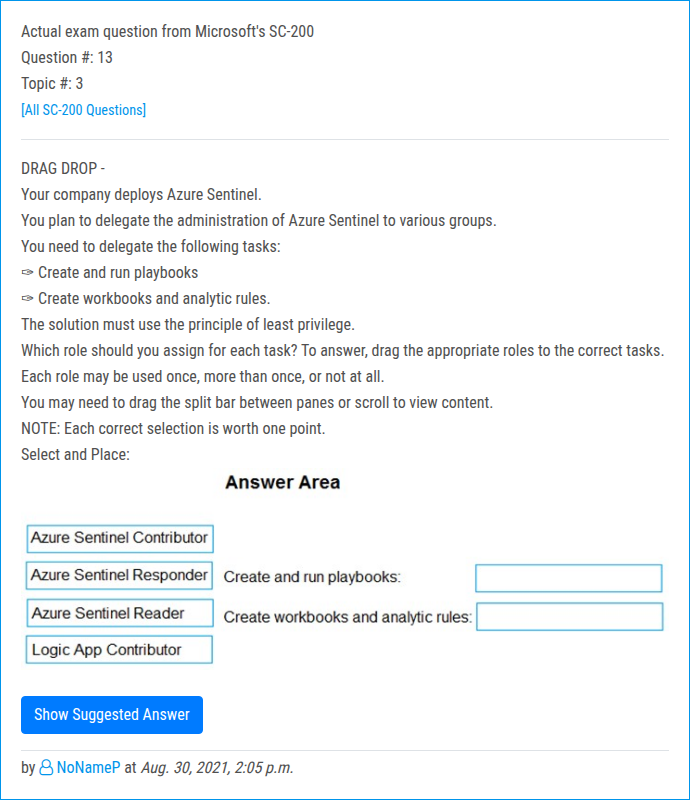 Actual exam question from Microsoft's SC-200
Question #: 13
Topic #: 3
[All SC-200 Questions]
DRAG DROP -
Your company deploys Azure Sentinel.
You plan to delegate the administration of Azure Sentinel to various groups.
You need to delegate the following tasks:
✑ Create and run playbooks
✑ Create workbooks and analytic rules.
The solution must use the principle of least privilege.
Which role should you assign for each task? To answer, drag the appropriate roles to the correct tasks.
Each role may be used once, more than once, or not at all.
You may need to drag the split bar between panes or scroll to view content.
NOTE: Each correct selection is worth one point.
Select and Place:
Answer Area
Azure Sentinel Contributor
Azure Sentinel Responder
Create and run playbooks:
Azure Sentinel Reader
Create workbooks and analytic rules:
Logic App Contributor
Show Suggested Answer
by NoNameP at Aug. 30, 2021, 2:05 p.m.